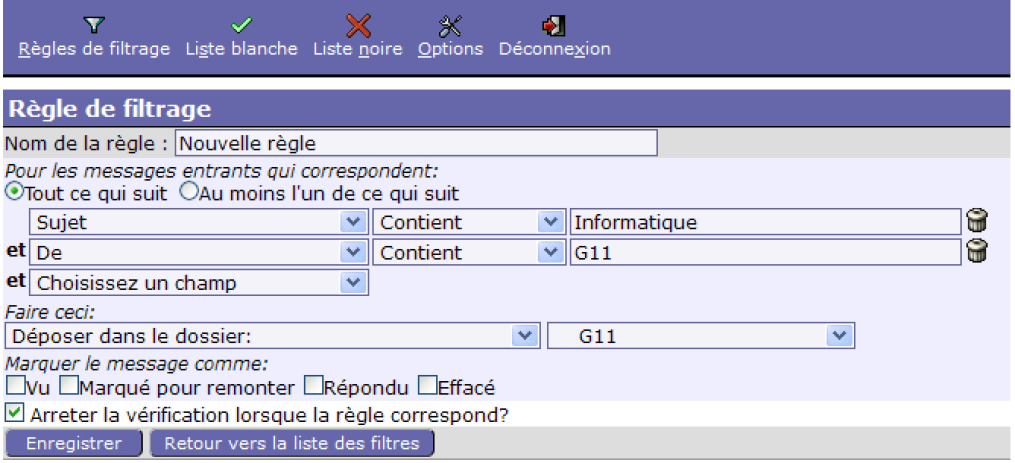 Règles de filtrage Liste blanche Liste noire Options Déconnexion
Règle de filtrage
Nom de la règle : Nouvelle règle
Pour les messages entrants qui correspondent:
Tout ce qui suit Au moins l'un de ce qui suit
Sujet Contient Informatique
et De Contient G11
et Choisissez un champ
Faire ceci:
Déposer dans le dossier: G11
Marquer le message comme:
Vu Marqué pour remonter Répondu Effacé
Arreter la vérification lorsque la règle correspond?
Enregistrer Retour vers la liste des filtres